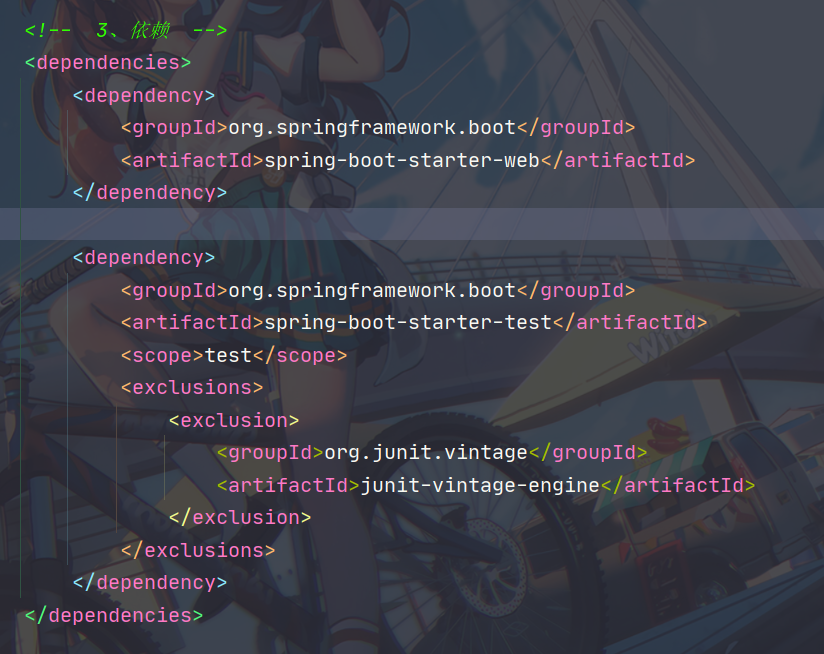 <!--  3、依赖  -->
<dependencies>
    <dependency>
        <groupId>org.springframework.boot</groupId>
        <artifactId>spring-boot-starter-web</artifactId>
    </dependency>

    <dependency>
        <groupId>org.springframework.boot</groupId>
        <artifactId>spring-boot-starter-test</artifactId>
        <scope>test</scope>
        <exclusions>
            <exclusion>
                <groupId>org.junit.vintage</groupId>
                <artifactId>junit-vintage-engine</artifactId>
            </exclusion>
        </exclusions>
    </dependency>
</dependencies>